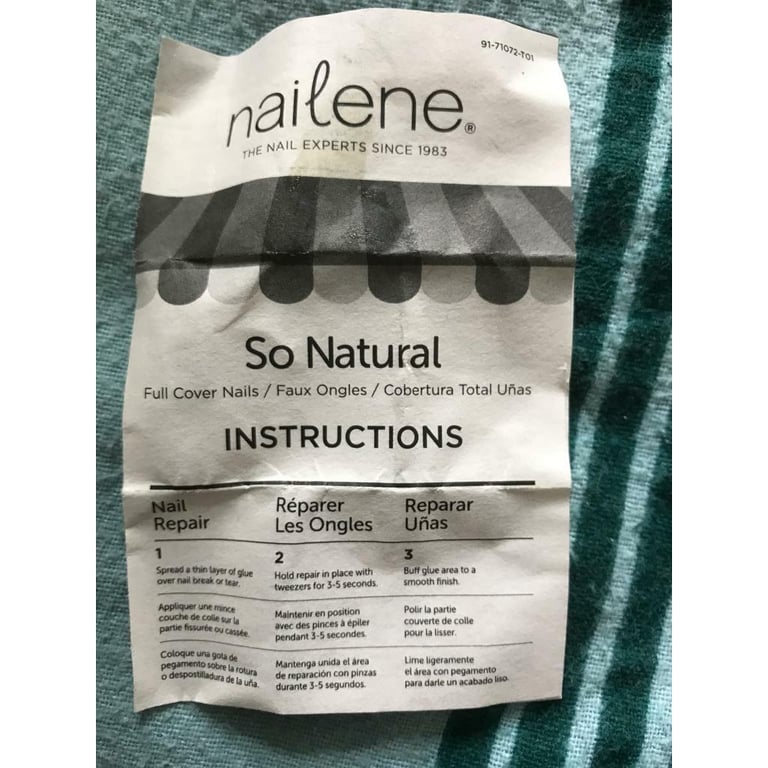 91-71072-T01
nailene®
THE NAIL EXPERTS SINCE 1983
So Natural
Full Cover Nails / Faux Ongles / Cobertura Total Uñas
INSTRUCTIONS
Nail
Repair
Réparer
Les Ongles
Reparar
Uñas
1
Spread a thin layer of glue
over nail break or tear.
2
Hold repair in place with
tweezers for 3-5 seconds.
3
Buff glue area to a
smooth finish.
Appliquer une mince
couche de colle sur la
partie fissurée ou cassée.
Maintenir en position
avec des pinces à épiler
pendant 3-5 secondes.
Polir la partie
couverte de colle
pour la lisser.
Coloque una gota de
pegamento sobre la rotura
o despostilladura de la uña.
Mantenga unida el área
de reparación con pinzas
durante 3-5 segundos.
Lime ligeramente
el área con pegamento
para darle un acabado liso.